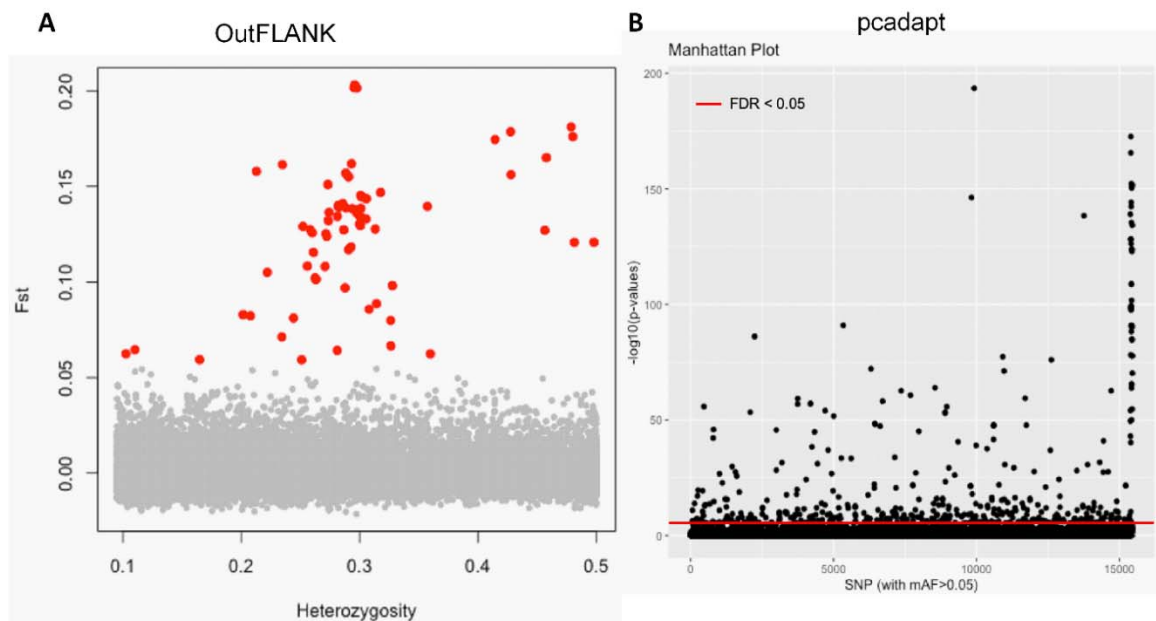 A
OutFLANK
Fst
0.20
0.15
0.10
0.05
0.00
0.1 0.2 0.3 0.4 0.5
Heterozygosity
B
pcadapt
Manhattan Plot
FDR < 0.05
-log10(p-values)
200
150
100
50
0
0 5000 10000 15000
SNP (with mAF>0.05)